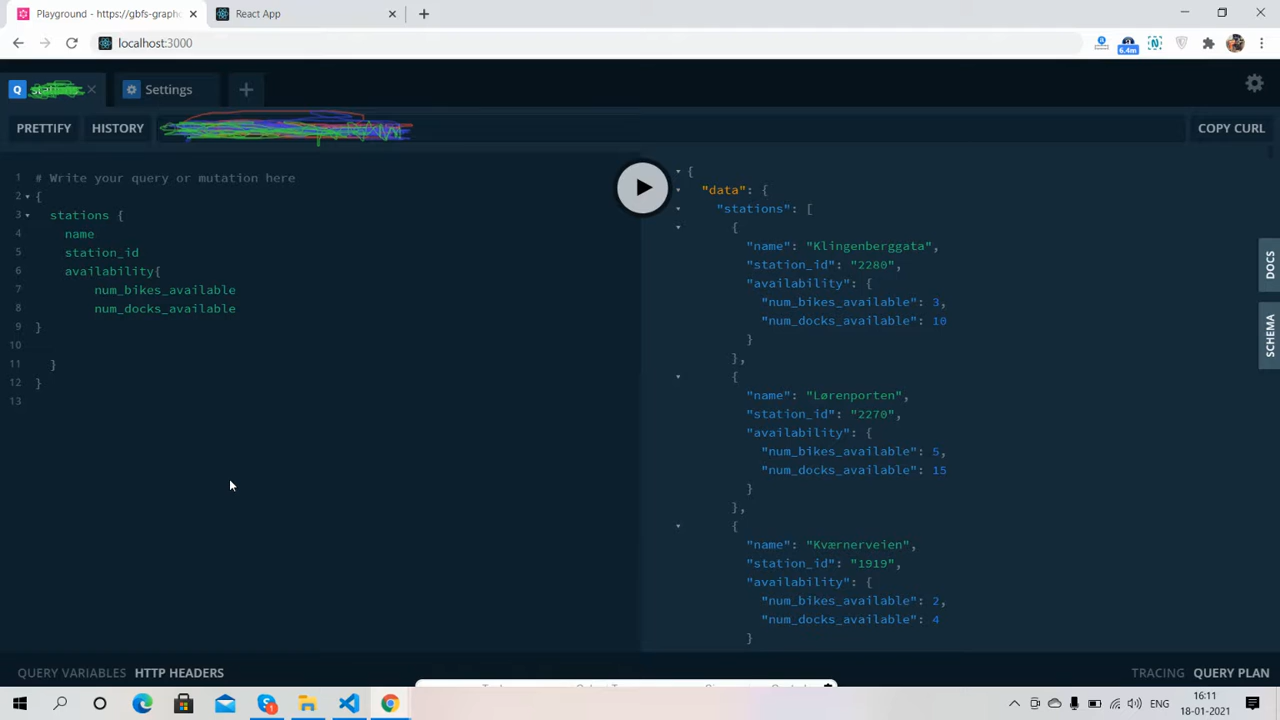 Playground - https://gbfs-grapho
React App
localhost:3000
6.4m
Q
Settings
PRETTIFY
HISTORY
COPY CURL
1 # Write your query or mutation here
2 {
3 stations {
4 name
5 station_id
6 availability{
7 num_bikes_available
8 num_docks_available
9 }
10
11 }
12 }
13
{
"data": {
"stations": [
{
"name": "Klingenberggata",
"station_id": "2280",
"availability": {
"num_bikes_available": 3,
"num_docks_available": 10
}
},
{
"name": "Lørenporten",
"station_id": "2270",
"availability": {
"num_bikes_available": 5,
"num_docks_available": 15
}
},
{
"name": "Kværnerveien",
"station_id": "1919",
"availability": {
"num_bikes_available": 2,
"num_docks_available": 4
}
DOCS
SCHEMA
QUERY VARIABLES
HTTP HEADERS
TRACING
QUERY PLAN
ENG
16:11
18-01-2021